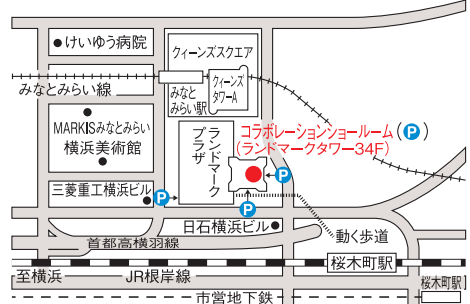 けいゆう病院
クィーンズスクエア
クィーンズ
タワーA
みなとみらい線
みなと
みらい駅
MARKISみなとみらい
横浜美術館
ランドマーク
プラザ
コラボレーションショールーム(P)
(ランドマークタワー34F)
P
三菱重工横浜ビル
P
P
日石横浜ビル
動く歩道
首都高横羽線
桜木町駅
至横浜
JR根岸線
桜木町駅
市営地下鉄